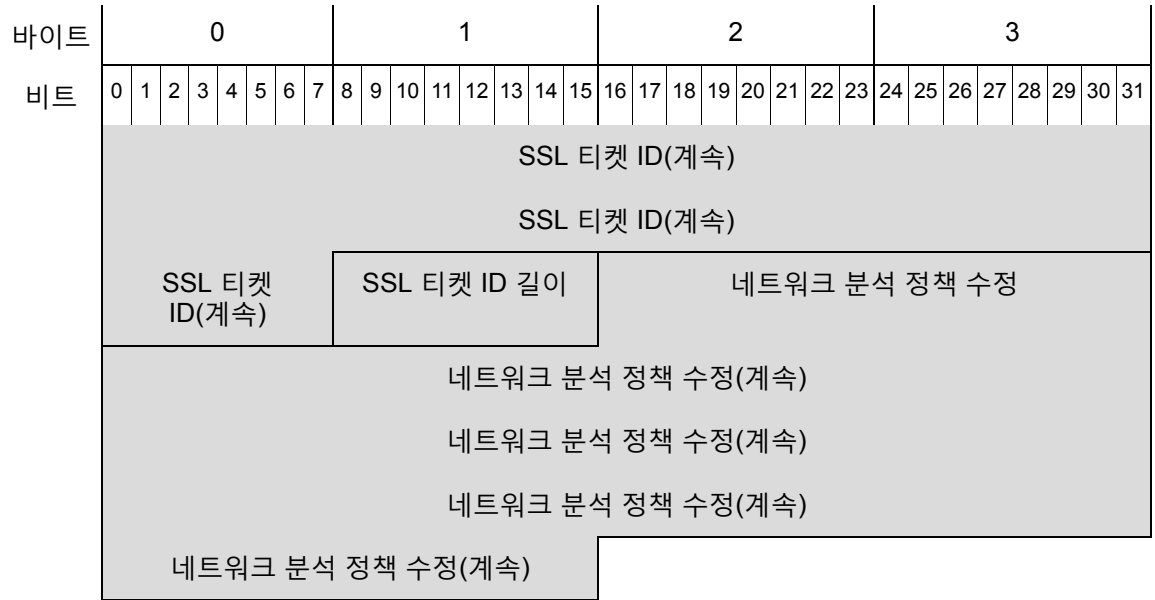 바이트 0 1 2 3
비트 0 1 2 3 4 5 6 7 8 9 10 11 12 13 14 15 16 17 18 19 20 21 22 23 24 25 26 27 28 29 30 31
SSL 티켓 ID(계속)
SSL 티켓 ID(계속)
SSL 티켓 SSL 티켓 ID 길이 네트워크 분석 정책 수정
ID(계속)
네트워크 분석 정책 수정(계속)
네트워크 분석 정책 수정(계속)
네트워크 분석 정책 수정(계속)
네트워크 분석 정책 수정(계속)